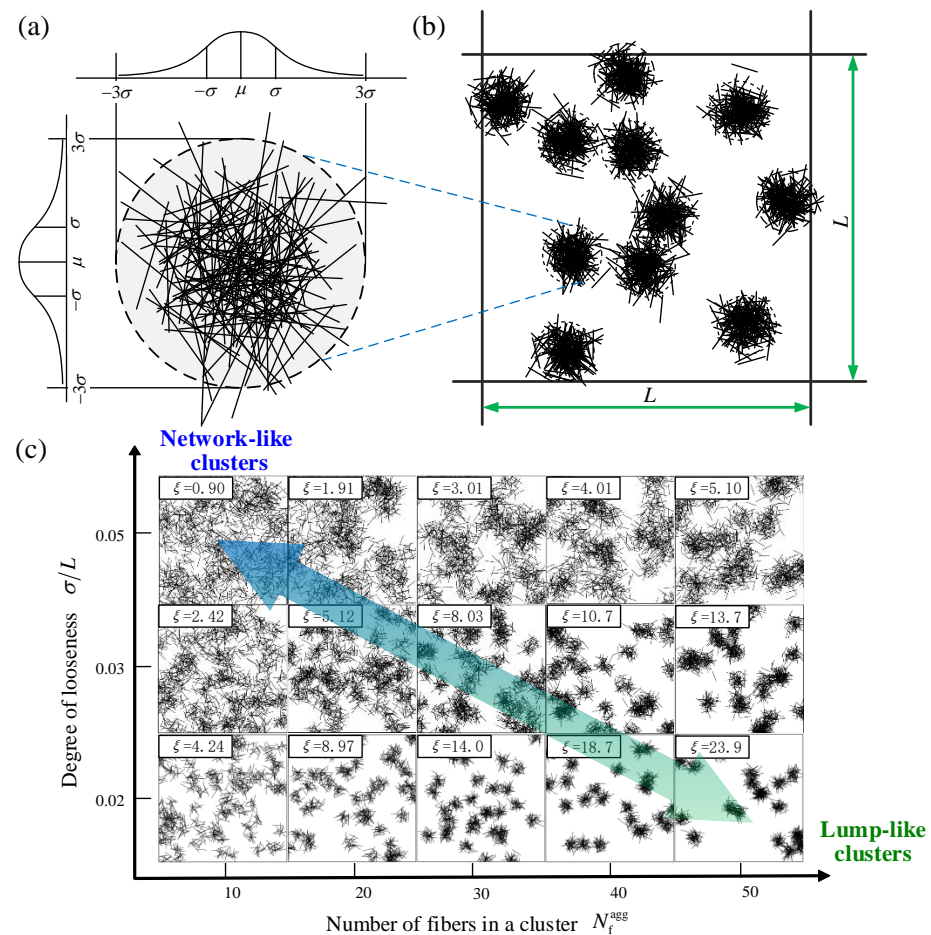 (a)
−3σ −σ μ σ 3σ
3σ
σ
μ
−σ
−3σ
(b)
L
L
(c)
Network-like
clusters
ξ=0.90 ξ=1.91 ξ=3.01 ξ=4.01 ξ=5.10
ξ=2.42 ξ=5.12 ξ=8.03 ξ=10.7 ξ=13.7
ξ=4.24 ξ=8.97 ξ=14.0 ξ=18.7 ξ=23.9
Degree of looseness σ/L
0.05
0.03
0.02
Lump-like
clusters
10 20 30 40 50
Number of fibers in a cluster N_f^agg